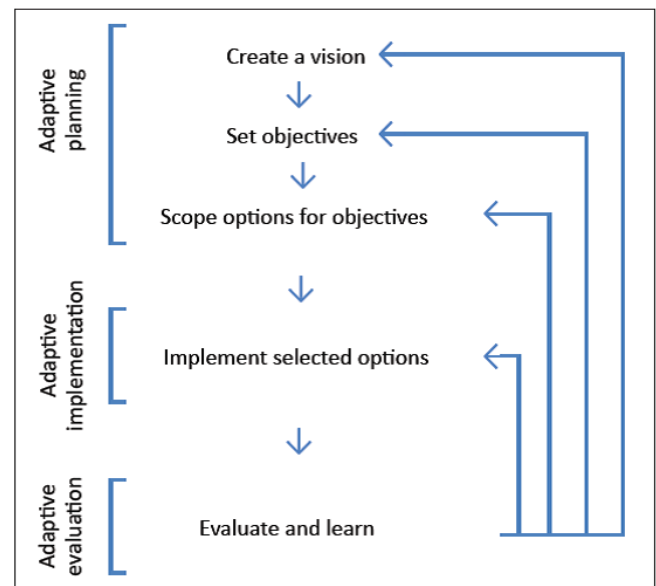 Adaptive
planning
Create a vision
Set objectives
Scope options for objectives
Adaptive
implementation
Implement selected options
Adaptive
evaluation
Evaluate and learn